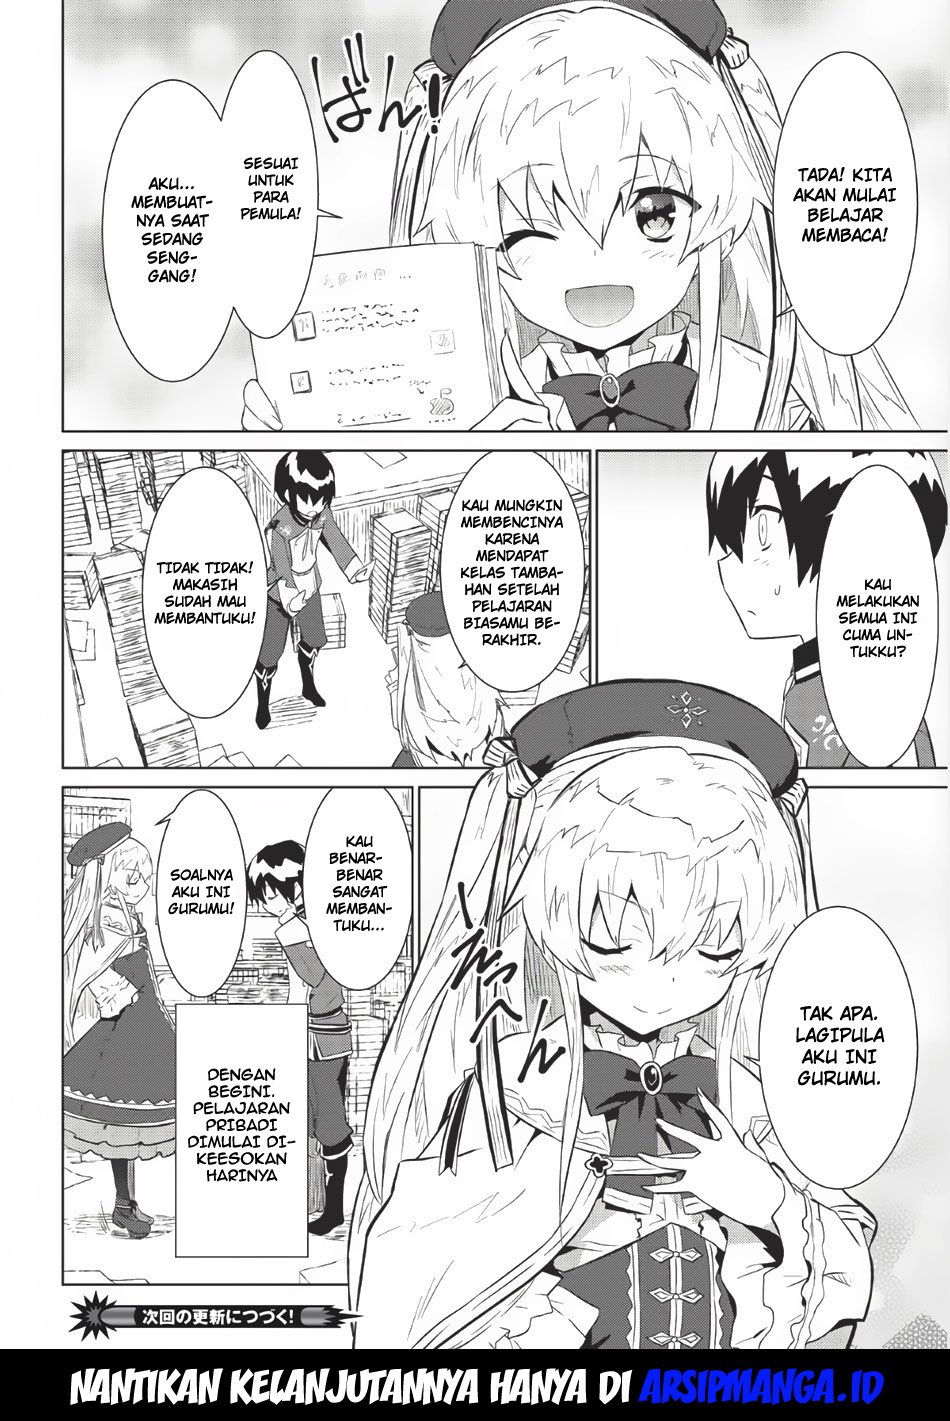 TADA! KITA
AKAN MULAI
BELAJAR
MEMBACA!
ばん!
SESUAI
UNTUK
PARA
PEMULA!
AKU...
MEMBUAT-
NYA SAAT
SEDANG
SENG-
GANG!
KAU
MELAKUKAN
SEMUA INI
CUMA UN-
TUKKU?
KAU MUNGKIN
MEMBENCINYA
KARENA
MENDAPAT
KELAS TAMBA-
HAN SETELAH
PELAJARAN
BIASAMU BE-
RAKHIR.
TIDAK TIDAK!
MAKASIH
SUDAH MAU
MEMBANTUKU!
TAK APA.
LAGIPULA
AKU INI
GURUMU.
えっへん
KAU
BENAR-
BENAR
SANGAT
MEMBAN-
TUKU...
SOALNYA
AKU INI
GURUMU!
DENGAN
BEGINI.
PELAJARAN
PRIBADI
DIMULAI DI-
KEESOKAN
HARINYA
次回の更新につづく!
NANTIKAN KELANJUTANNYA HANYA DI ARSIPMANGA.ID